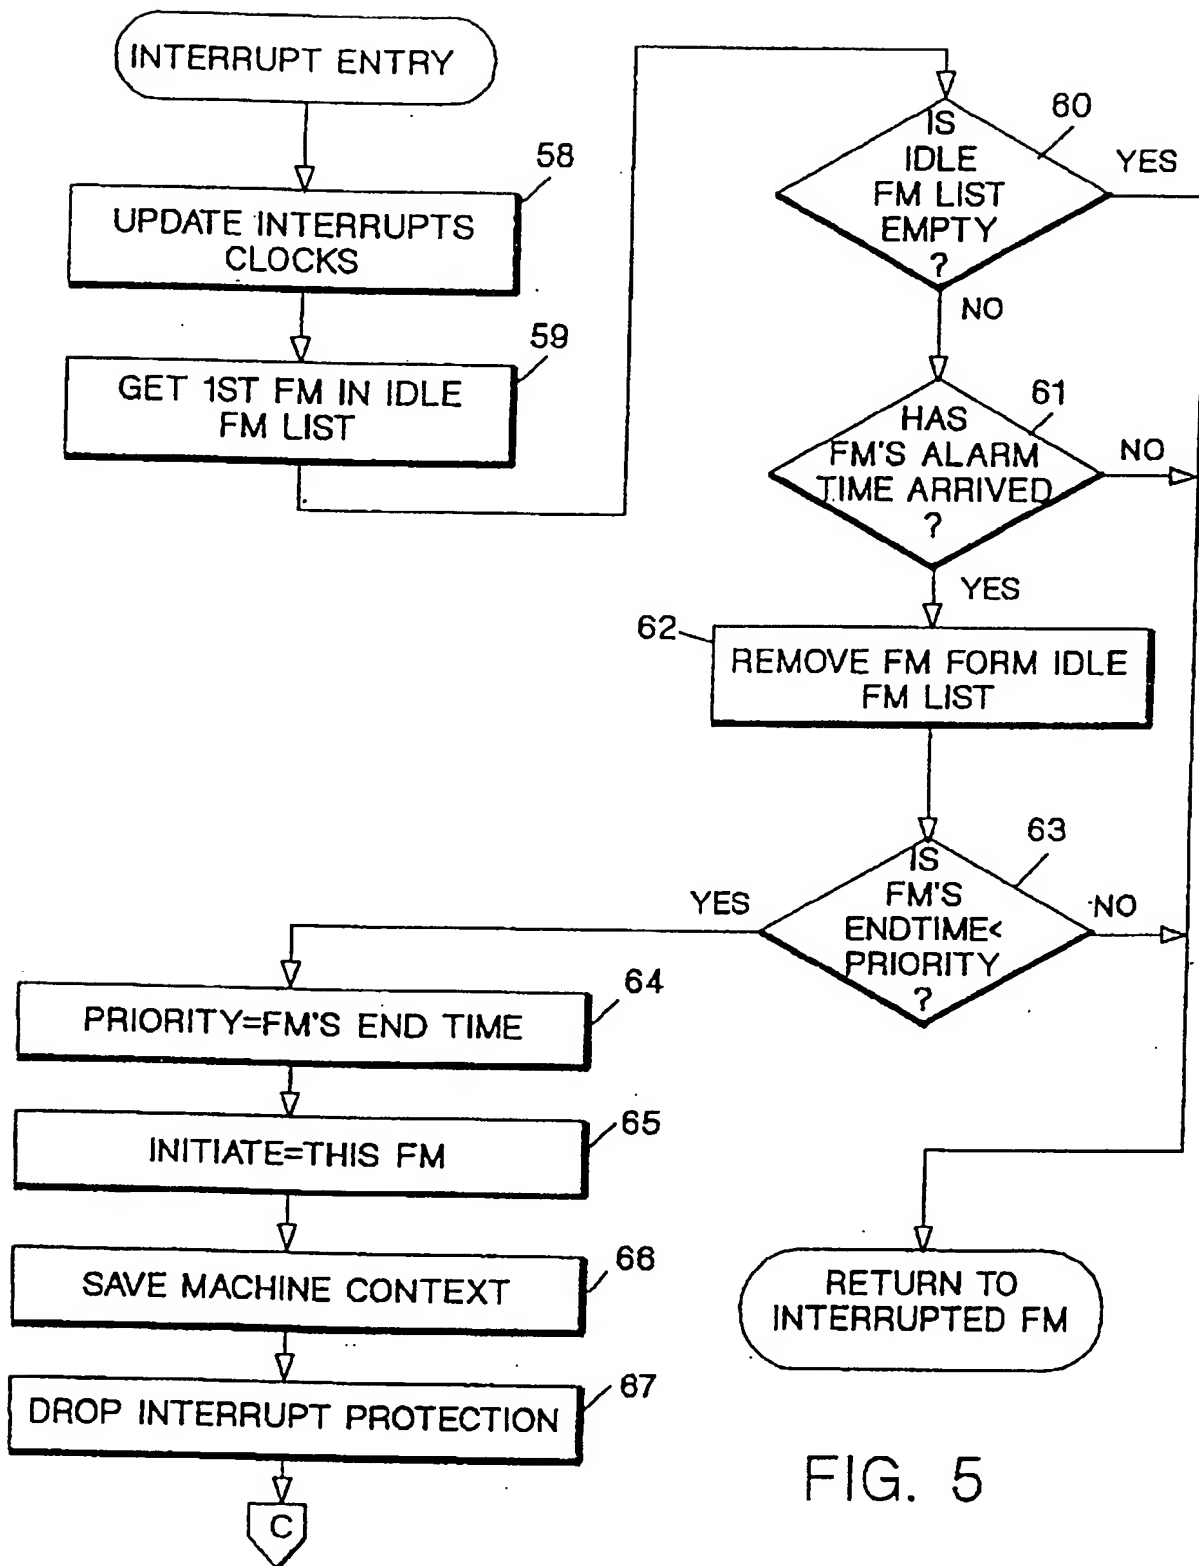 INTERRUPT ENTRY
58
UPDATE INTERRUPTS
CLOCKS
59
GET 1ST FM IN IDLE
FM LIST
60
IS
IDLE
FM LIST
EMPTY
?
YES
NO
61
HAS
FM'S ALARM
TIME ARRIVED
?
NO
YES
62
REMOVE FM FORM IDLE
FM LIST
63
IS
FM'S
ENDTIME<
PRIORITY
?
YES
NO
64
PRIORITY=FM'S END TIME
65
INITIATE=THIS FM
68
SAVE MACHINE CONTEXT
67
DROP INTERRUPT PROTECTION
C
RETURN TO
INTERRUPTED FM
FIG. 5